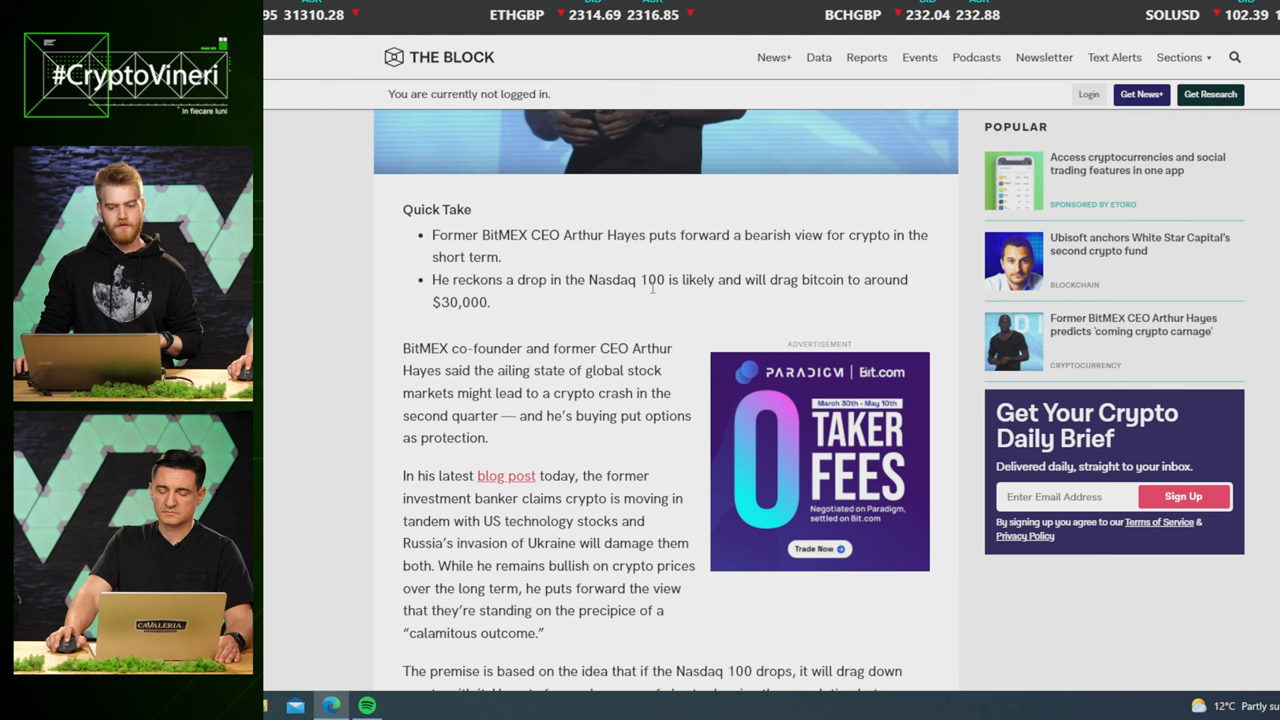 95 31310.28
ETHGBP 2314.69 2316.85
BCHGBP 232.04 232.88
SOLUSD 102.39
#CryptoVineri
În fiecare luni
THE BLOCK
News+ Data Reports Events Podcasts Newsletter Text Alerts Sections
You are currently not logged in.
Login Get News+ Get Research
Quick Take
• Former BitMEX CEO Arthur Hayes puts forward a bearish view for crypto in the
short term.
• He reckons a drop in the Nasdaq 100 is likely and will drag bitcoin to around
$30,000.
BitMEX co-founder and former CEO Arthur
Hayes said the ailing state of global stock
markets might lead to a crypto crash in the
second quarter — and he's buying put options
as protection.
In his latest blog post today, the former
investment banker claims crypto is moving in
tandem with US technology stocks and
Russia's invasion of Ukraine will damage them
both. While he remains bullish on crypto prices
over the long term, he puts forward the view
that they're standing on the precipice of a
“calamitous outcome.”
The premise is based on the idea that if the Nasdaq 100 drops, it will drag down
ADVERTISEMENT
PARADIGM | Bit.com
March 30th - May 10th
0 TAKER
FEES
Negotiated on Paradigm,
settled on Bit.com
Trade Now
POPULAR
Access cryptocurrencies and social
trading features in one app
SPONSORED BY ETORO
Ubisoft anchors White Star Capital's
second crypto fund
BLOCKCHAIN
Former BitMEX CEO Arthur Hayes
predicts 'coming crypto carnage'
CRYPTOCURRENCY
Get Your Crypto
Daily Brief
Delivered daily, straight to your inbox.
Enter Email Address Sign Up
By signing up you agree to our Terms of Service &
Privacy Policy
CAVALERIA
12°C Partly su